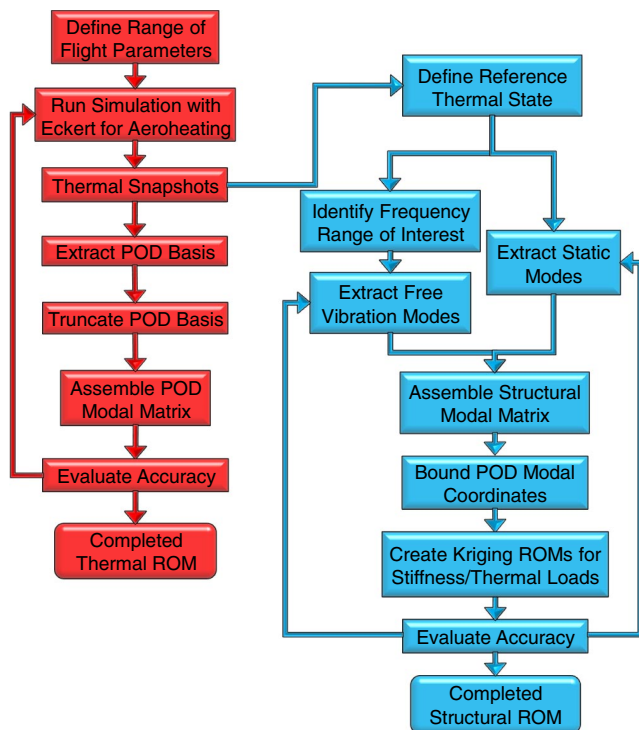 Define Range of
Flight Parameters
Run Simulation with
Eckert for Aeroheating
Thermal Snapshots
Extract POD Basis
Truncate POD Basis
Assemble POD
Modal Matrix
Evaluate Accuracy
Completed
Thermal ROM
Define Reference
Thermal State
Identify Frequency
Range of Interest
Extract Static
Modes
Extract Free
Vibration Modes
Assemble Structural
Modal Matrix
Bound POD Modal
Coordinates
Create Kriging ROMs for
Stiffness/Thermal Loads
Evaluate Accuracy
Completed
Structural ROM